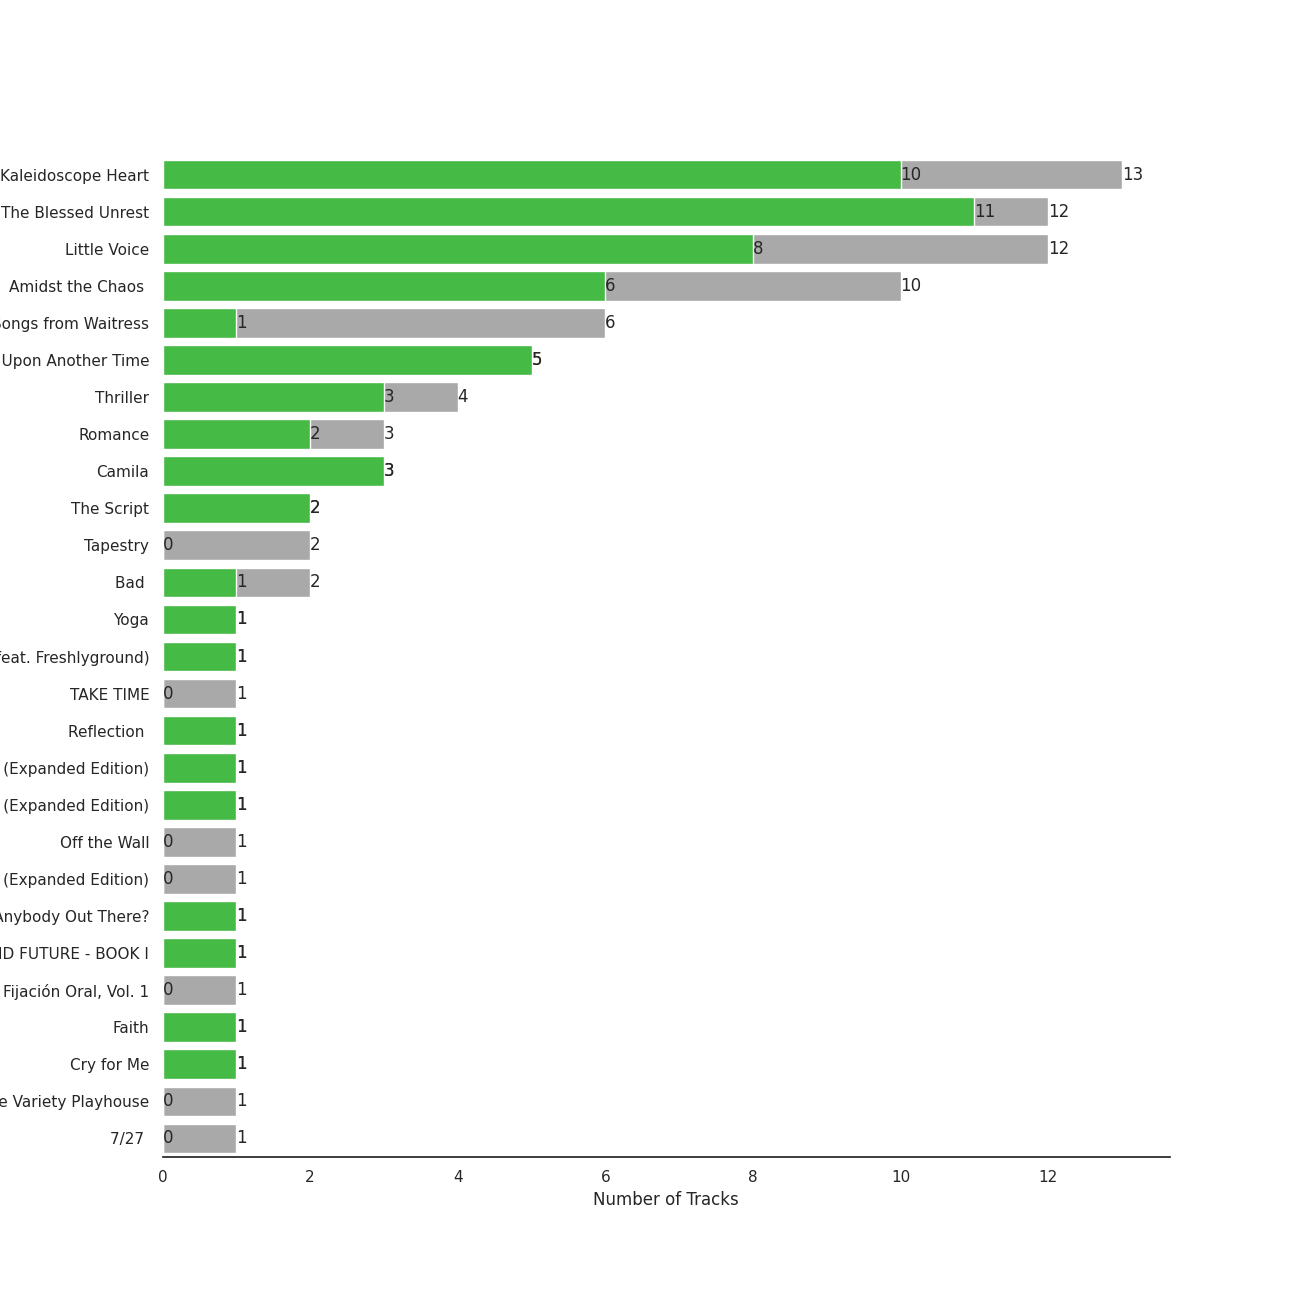 Kaleidoscope Heart 10 13
The Blessed Unrest 11 12
Little Voice 8 12
Amidst the Chaos 6 10
Songs from Waitress 1 6
Upon Another Time 5
Thriller 3 4
Romance 2 3
Camila 3
The Script 2
Tapestry 0 2
Bad 1 2
Yoga 1
feat. Freshlyground) 1
TAKE TIME 0 1
Reflection 1
(Expanded Edition) 1
(Expanded Edition) 1
Off the Wall 0 1
(Expanded Edition) 0 1
Anybody Out There? 1
ND FUTURE - BOOK I 1
Fijación Oral, Vol. 1 0 1
Faith 1
Cry for Me 1
e Variety Playhouse 0 1
7/27 0 1
0 2 4 6 8 10 12
Number of Tracks